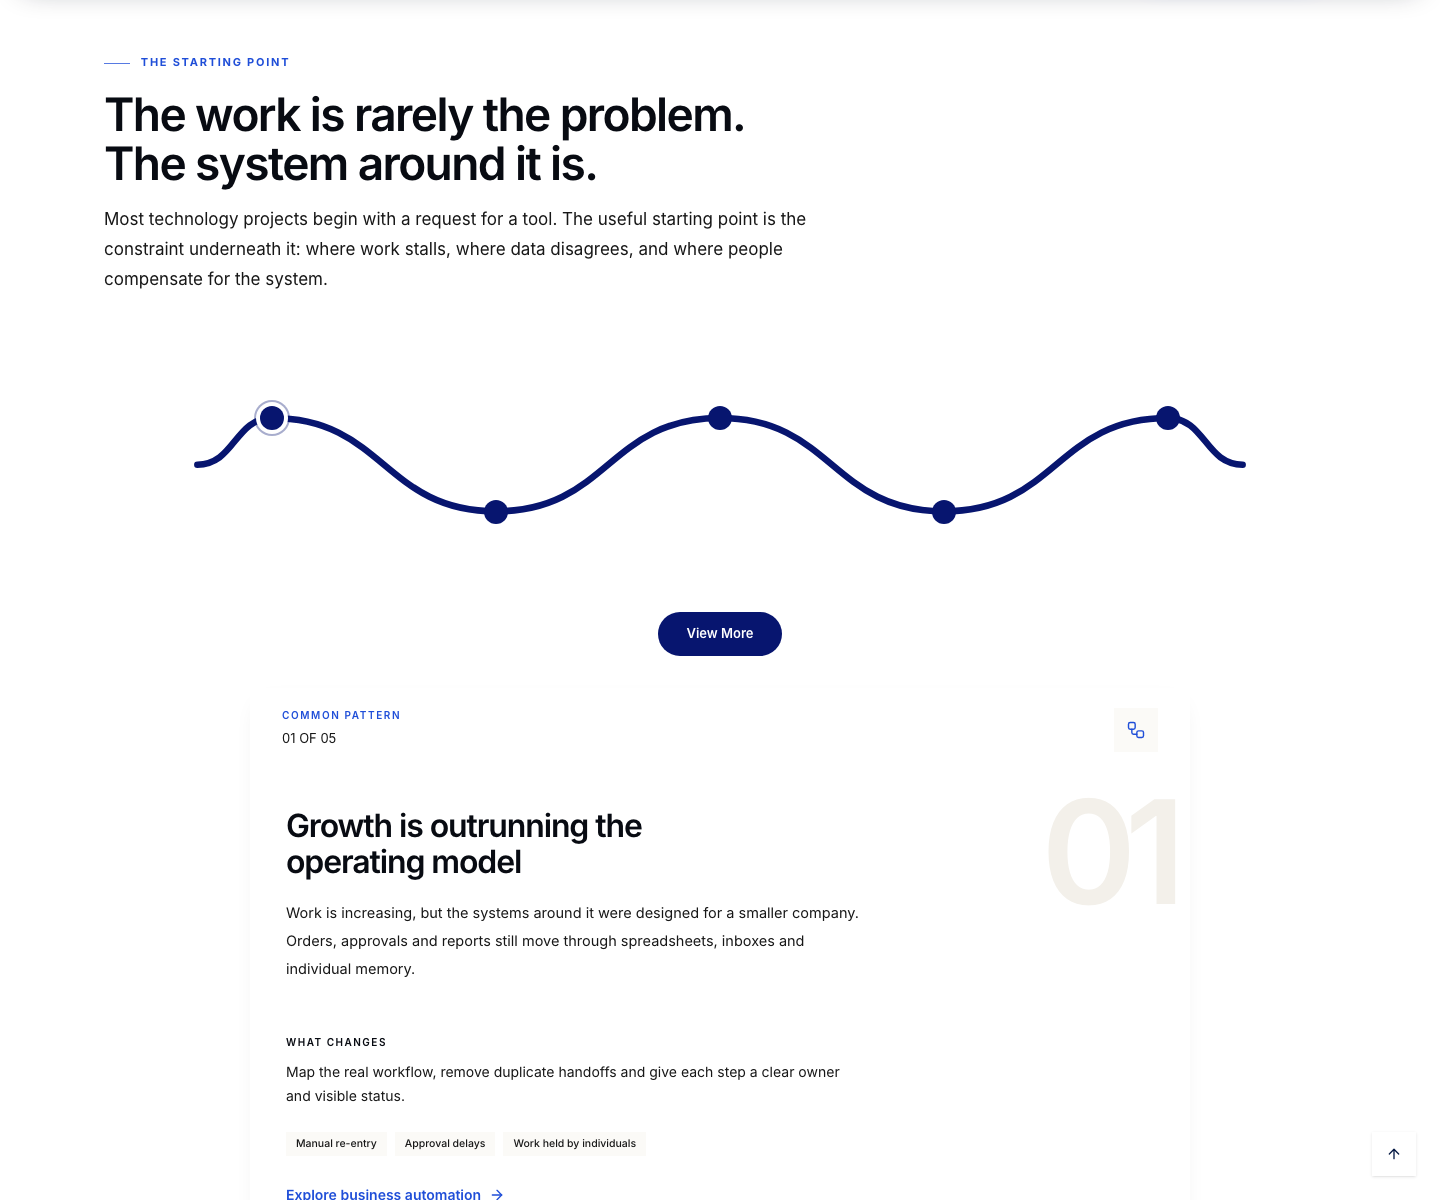 THE STARTING POINT
The work is rarely the problem.
The system around it is.
Most technology projects begin with a request for a tool. The useful starting point is the
constraint underneath it: where work stalls, where data disagrees, and where people
compensate for the system.
View More
COMMON PATTERN
01 OF 05
01
Growth is outrunning the
operating model
Work is increasing, but the systems around it were designed for a smaller company.
Orders, approvals and reports still move through spreadsheets, inboxes and
individual memory.
WHAT CHANGES
Map the real workflow, remove duplicate handoffs and give each step a clear owner
and visible status.
Manual re-entry Approval delays Work held by individuals
Explore business automation